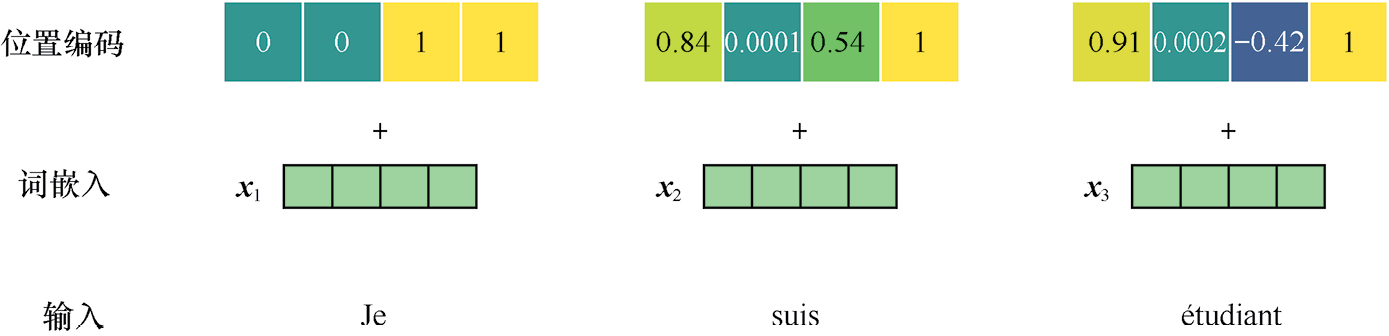 位置编码 0 0 1 1 0.84 0.0001 0.54 1 0.91 0.0002 −0.42 1
+ + +
词嵌入 x1 x2 x3
输入 Je suis étudiant